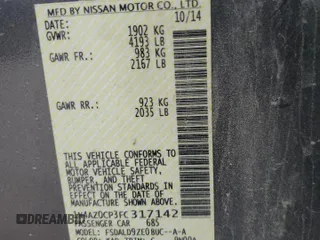 MFD BY NISSAN MOTOR CO., LTD.
DATE: 10/14
GVWR: 1902 KG
4193 LB
GAWR FR: 983 KG
2167 LB
GAWR RR: 923 KG
2035 LB
THIS VEHICLE CONFORMS TO
ALL APPLICABLE FEDERAL
MOTOR VEHICLE SAFETY,
BUMPER, AND THEFT
PREVENTION STANDARDS IN
EFFECT ON THE DATE OF
MANUFACTURE SHOWN ABOVE.
317142
PASSENGER CAR 685
MODEL: